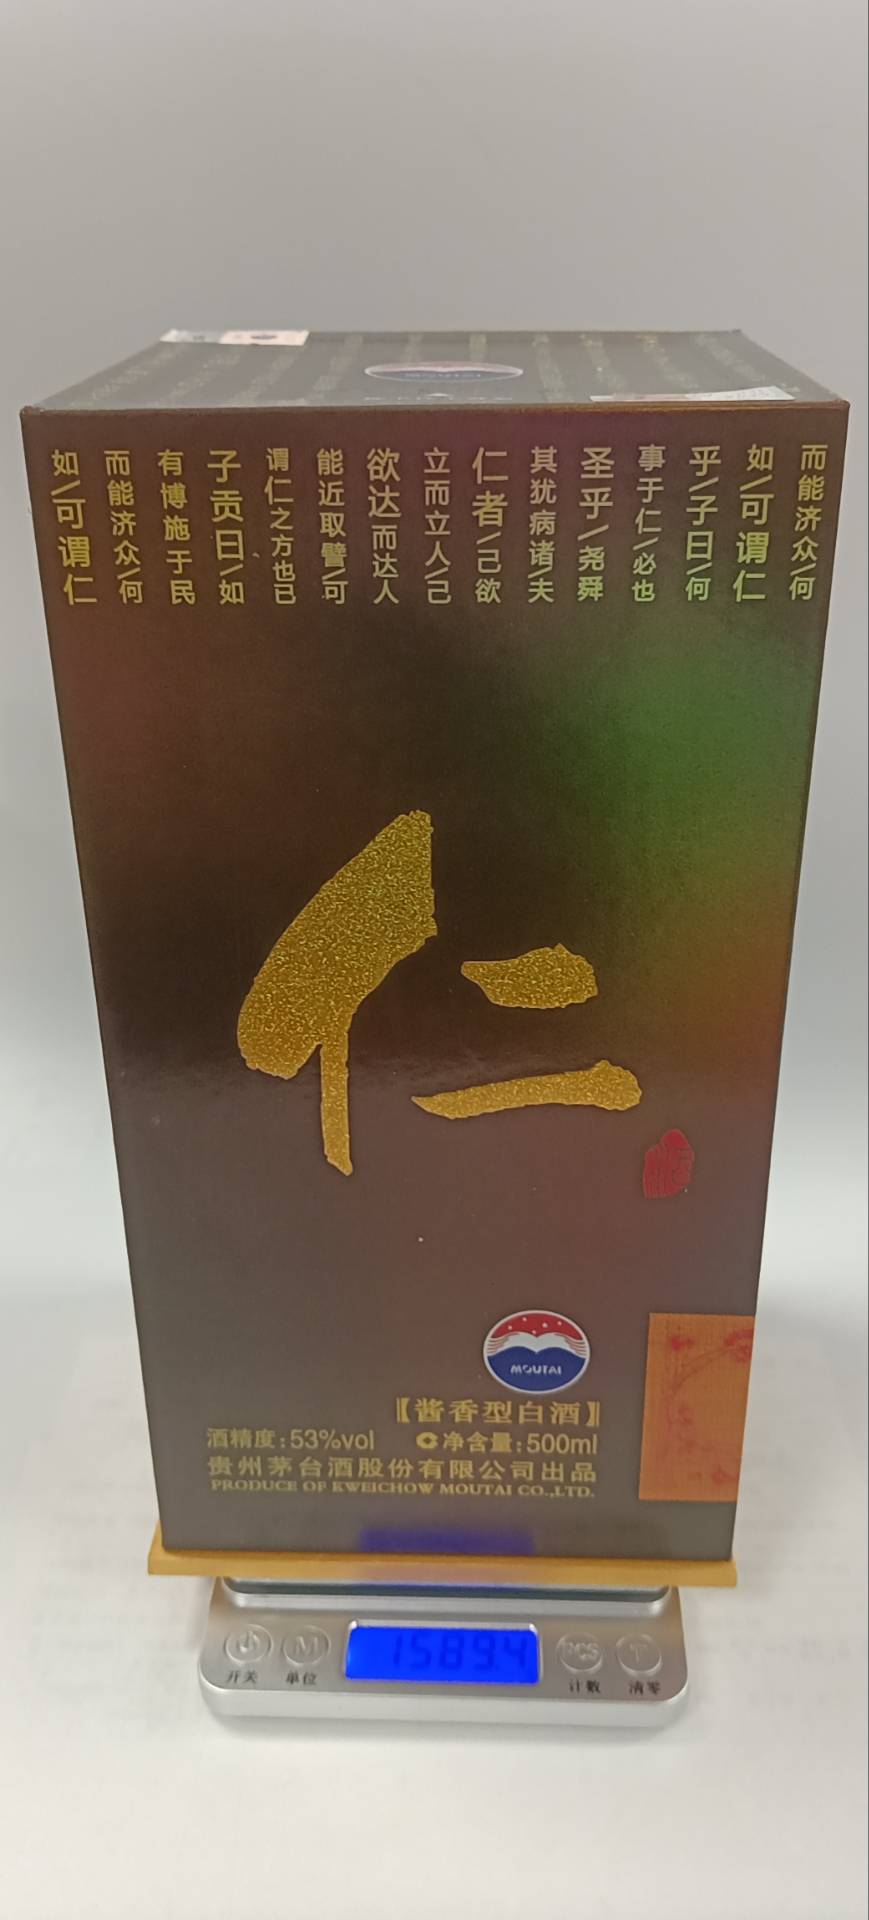 MOUTAI
如\可谓仁
而能济众\何
有博施于民
子贡曰\如
谓仁之方也已
能近取譬\可
欲达而达人
立而立人\己
仁者\己欲
其犹病诸\夫
圣乎\尧舜
事于仁\必也
乎\子曰\何
如\可谓仁
而能济众\何
仁
MOUTAI
【酱香型白酒】
酒精度:53%vol 净含量:500ml
贵州茅台酒股份有限公司出品
PRODUCE OF KWEICHOW MOUTAI CO.,LTD.
1589.4
M PCS T
开关 单位 计数 清零